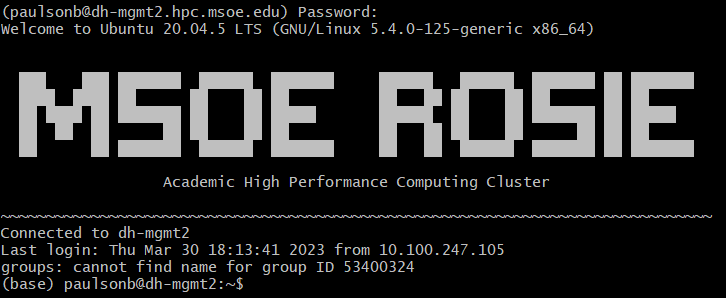 (paulsonb@dh-mgmt2.hpc.msoe.edu) Password:
Welcome to Ubuntu 20.04.5 LTS (GNU/Linux 5.4.0-125-generic x86_64)
MSOE ROSIE
Academic High Performance Computing Cluster
~~~~~~~~~~~~~~~~~~~~~~~~~~~~~~~~~~~~~~~~~~~~~~~~~~~~~~~~~~~~~~~~~~~~~~~~~~~~~~~
Connected to dh-mgmt2
Last login: Thu Mar 30 18:13:41 2023 from 10.100.247.105
groups: cannot find name for group ID 53400324
(base) paulsonb@dh-mgmt2:~$